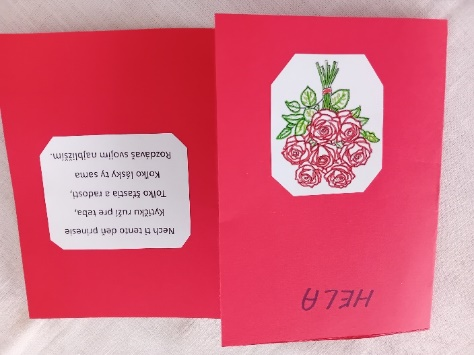 Nech ti tento deň prinesie
Kytičku ruží pre teba,
Toľko šťastia a radosti,
Koľko lásky ty sama
Rozdávaš svojim najbližším.
HELA